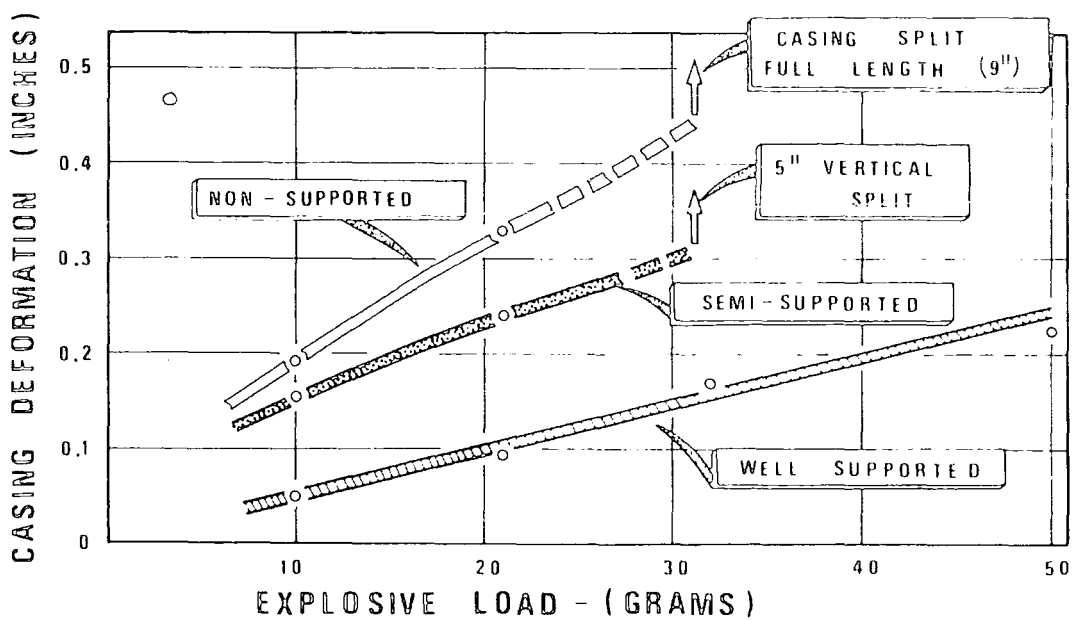 CASING DEFORMATION (INCHES)
0.5
0.4
0.3
0.2
0.1
0
CASING SPLIT
FULL LENGTH (9")
5" VERTICAL
SPLIT
NON-SUPPORTED
SEMI-SUPPORTED
WELL SUPPORTED
10
20
30
40
50
EXPLOSIVE LOAD-(GRAMS)